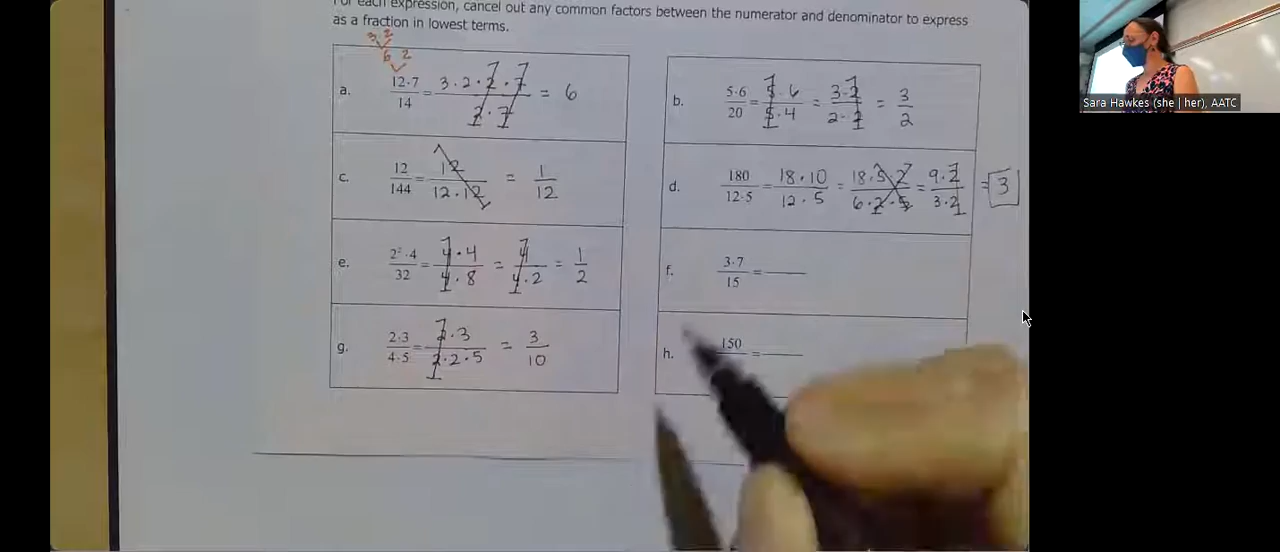 For each expression, cancel out any common factors between the numerator and denominator to express
as a fraction in lowest terms.
3 2
6 2
a. 12·7/14 = 3·2·2·7/2·7 = 6
b. 5·6/20 = 5·6/5·4 = 3·2/2·2 = 3/2
c. 12/144 = 12/12·12 = 1/12
d. 180/12·5 = 18·10/12·5 = 18·5·2/6·2·5 = 9·2/3·2 = 3
e. 2²·4/32 = 4·4/4·8 = 4/4·2 = 1/2
f. 3·7/15 =
g. 2·3/4·5 = 2·3/2·2·5 = 3/10
h. 150 =
Sara Hawkes (she | her), AATC